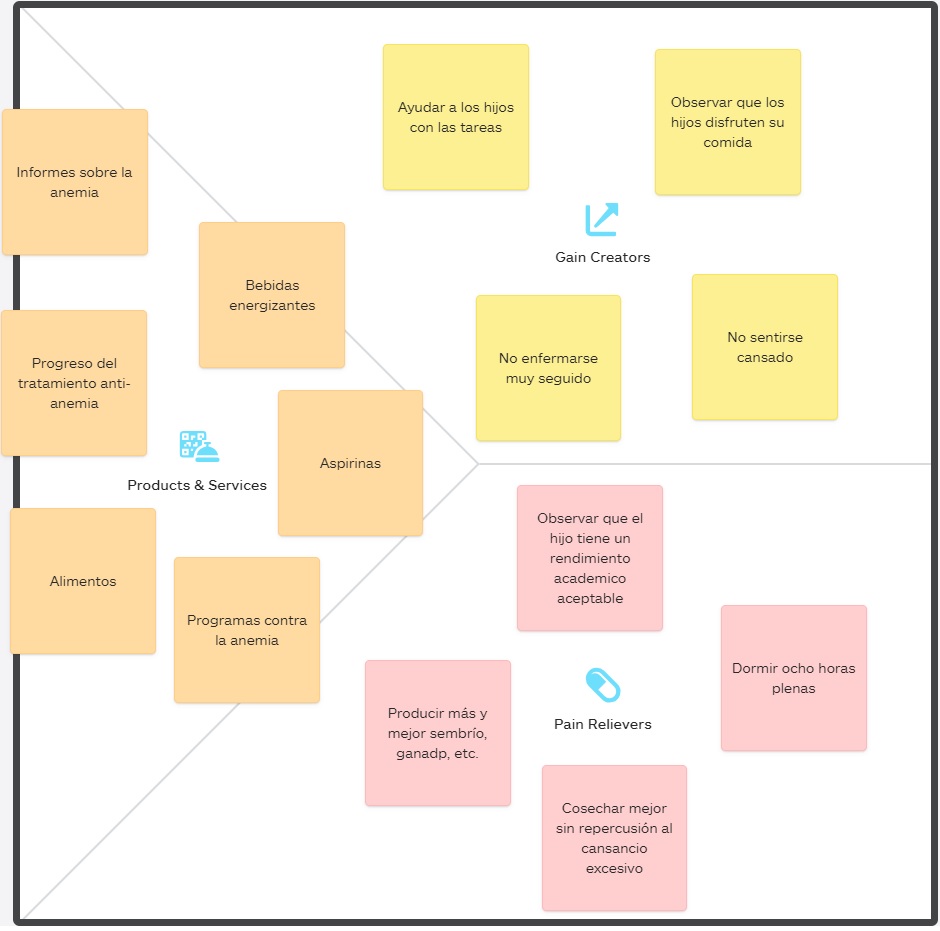 Informes sobre la
anemia
Bebidas
energizantes
Progreso del
tratamiento anti-
anemia
Aspirinas
Products & Services
Alimentos
Programas contra
la anemia
Ayudar a los hijos
con las tareas
Observar que los
hijos disfruten su
comida
Gain Creators
No enfermarse
muy seguido
No sentirse
cansado
Observar que el
hijo tiene un
rendimiento
academico
aceptable
Dormir ocho horas
plenas
Pain Relievers
Producir más y
mejor sembrío,
ganadp, etc.
Cosechar mejor
sin repercusión al
cansancio
excesivo